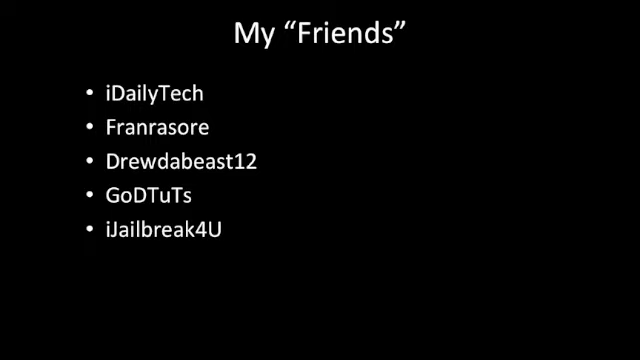 My “Friends”
• iDailyTech
• Franrasore
• Drewdabeast12
• GoDTuTs
• iJailbreak4U